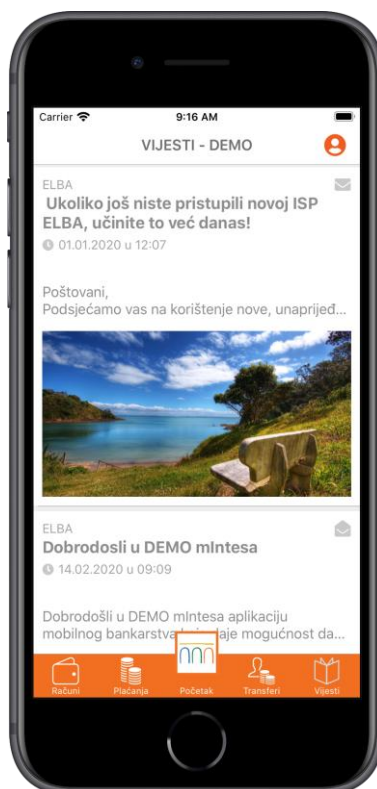 Carrier 9:16 AM
VIJESTI - DEMO
ELBA
Ukoliko još niste pristupili novoj ISP
ELBA, učinite to već danas!
01.01.2020 u 12:07
Poštovani,
Podsjećamo vas na korištenje nove, unaprijeđ...
ELBA
Dobrodosli u DEMO mIntesa
14.02.2020 u 09:09
Dobrodošli u DEMO mIntesa aplikaciju
mobilnog bankarstva daje mogućnost da...
Računi Plaćanja Početak Transferi Vijesti